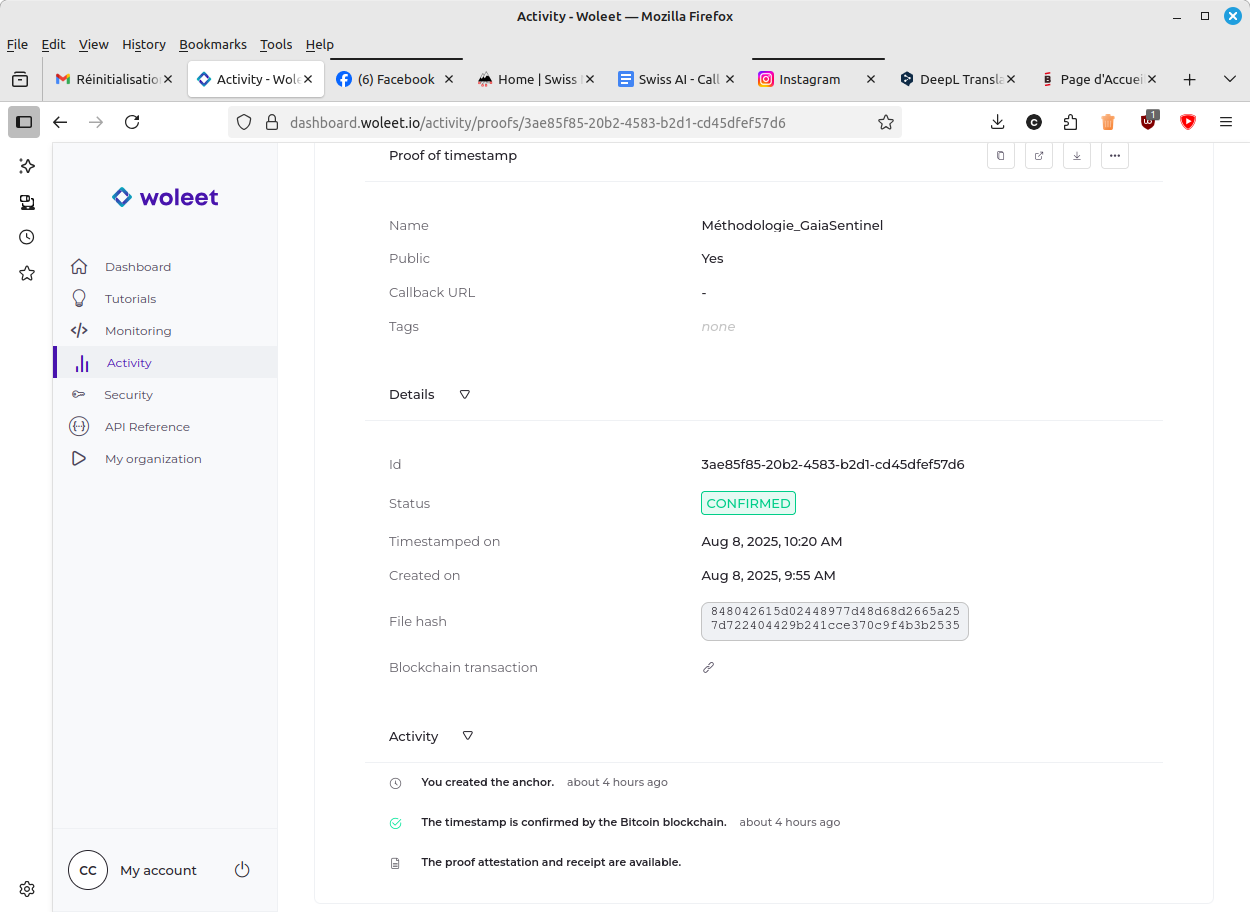 Activity - Woleet — Mozilla Firefox
File Edit View History Bookmarks Tools Help
Réinitialisatio
Activity - Wole
(6) Facebook
Home | Swiss
Swiss AI - Call
Instagram
DeepL Transla
Page d'Accuei
dashboard.woleet.io/activity/proofs/3ae85f85-20b2-4583-b2d1-cd45dfef57d6
C
1
woleet
Dashboard
Tutorials
Monitoring
Activity
Security
API Reference
My organization
CC My account
Proof of timestamp
Name Méthodologie_GaiaSentinel
Public Yes
Callback URL -
Tags none
Details
Id 3ae85f85-20b2-4583-b2d1-cd45dfef57d6
Status CONFIRMED
Timestamped on Aug 8, 2025, 10:20 AM
Created on Aug 8, 2025, 9:55 AM
File hash 848042615d02448977d48d68d2665a25
7d722404429b241cce370c9f4b3b2535
Blockchain transaction
Activity
You created the anchor. about 4 hours ago
The timestamp is confirmed by the Bitcoin blockchain. about 4 hours ago
The proof attestation and receipt are available.